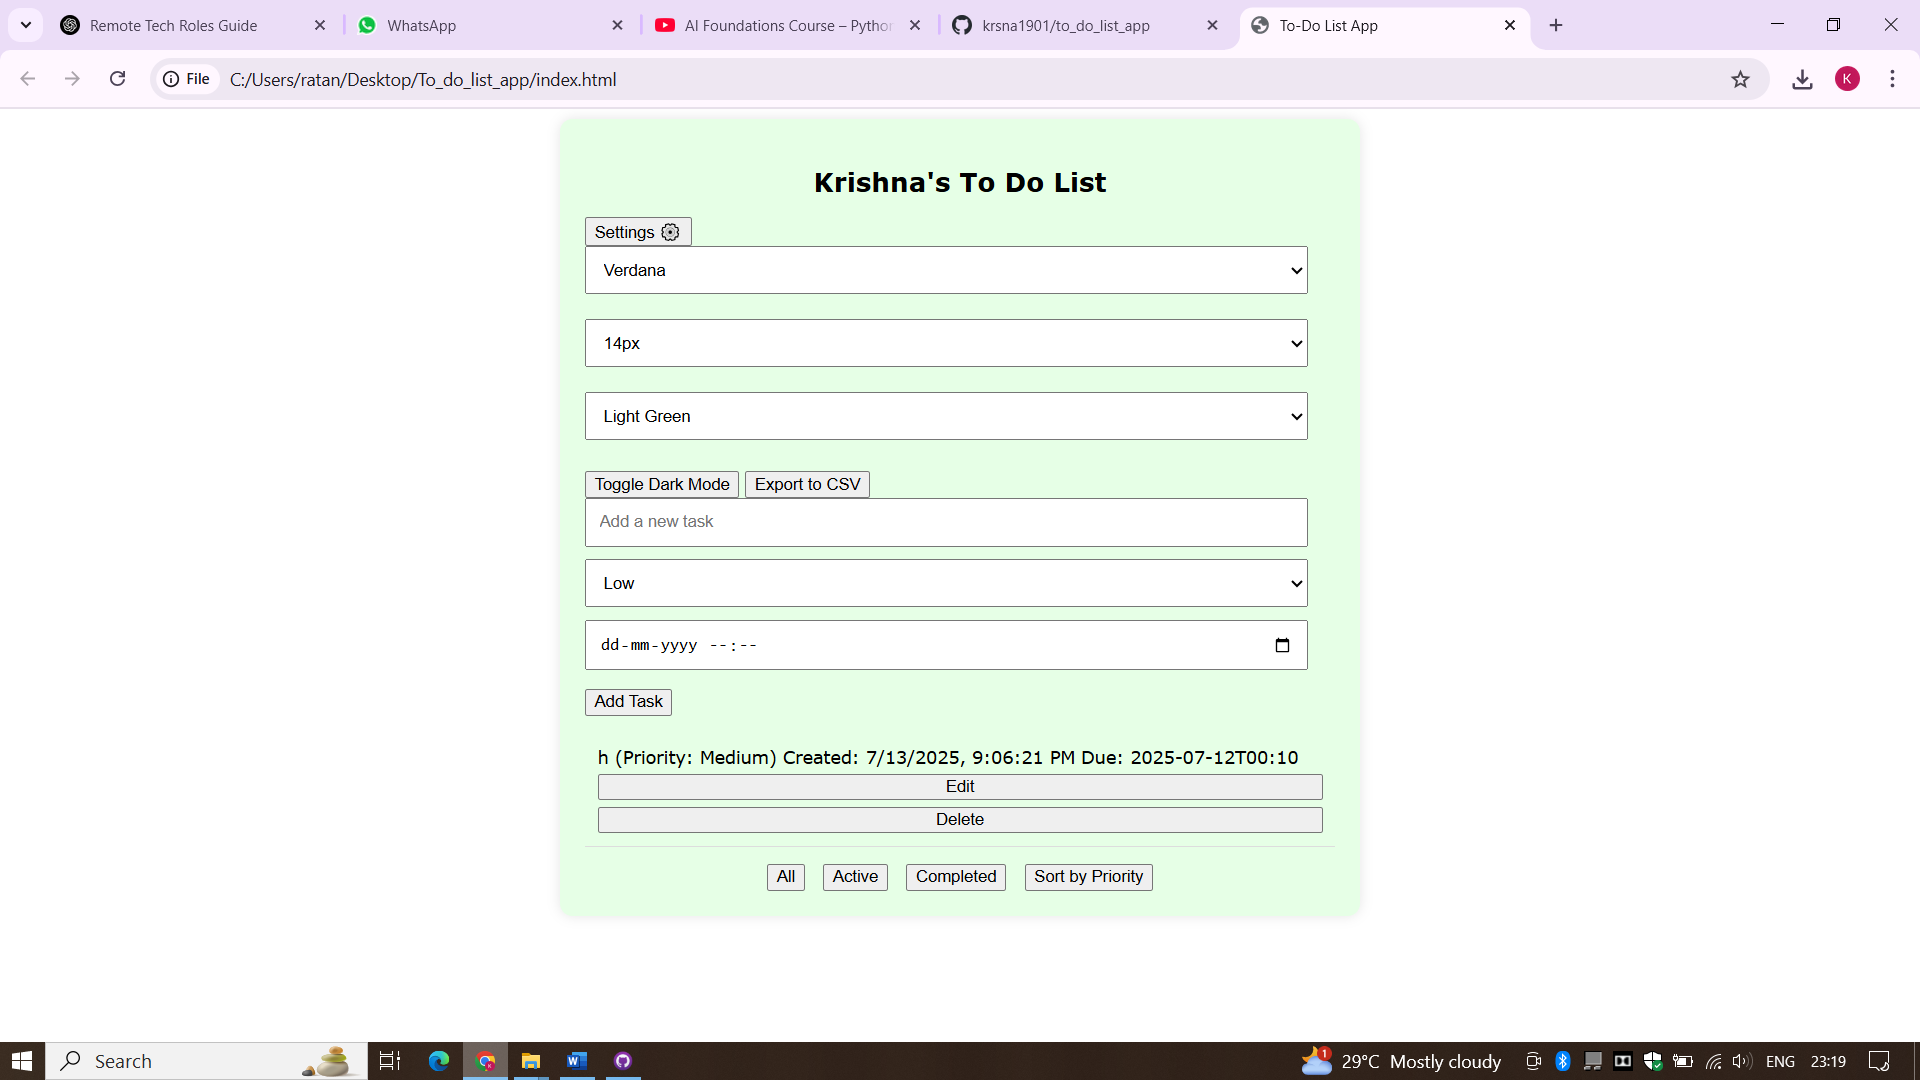 Remote Tech Roles Guide
WhatsApp
AI Foundations Course – Python
krsna1901/to_do_list_app
To-Do List App
File
C:/Users/ratan/Desktop/To_do_list_app/index.html
K
Krishna's To Do List
Settings
Verdana
14px
Light Green
Toggle Dark Mode
Export to CSV
Add a new task
Low
dd-mm-yyyy --:--
Add Task
h (Priority: Medium) Created: 7/13/2025, 9:06:21 PM Due: 2025-07-12T00:10
Edit
Delete
All
Active
Completed
Sort by Priority
Search
1
29°C Mostly cloudy
ENG
23:19